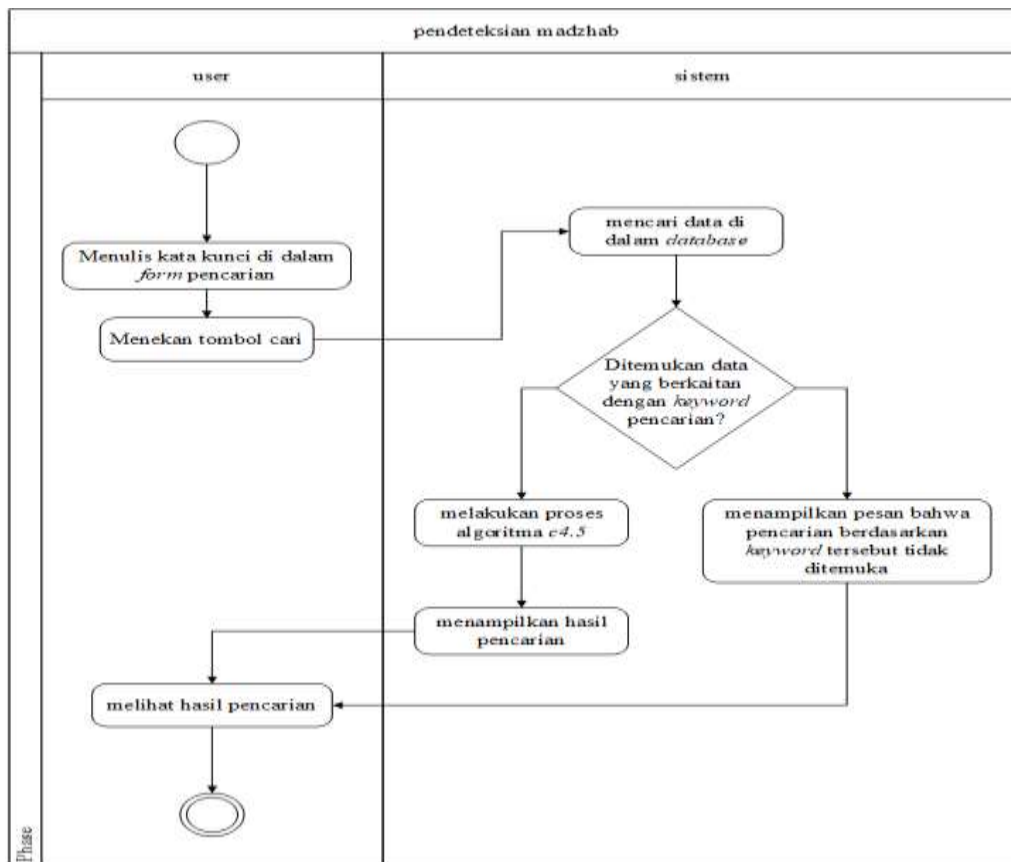 pendeteksian madzhab
user
sistem
Menulis kata kunci di dalam
form pencarian
Menekan tombol cari
mencari data di
dalam database
Ditemukan data
yang berkaitan
dengan keyword
pencarian?
melakukan proses
algoritma c4.5
menampilkan pesan bahwa
pencarian berdasarkan
keyword tersebut tidak
ditemuka
menampilkan hasil
pencarian
melihat hasil pencarian
Phase